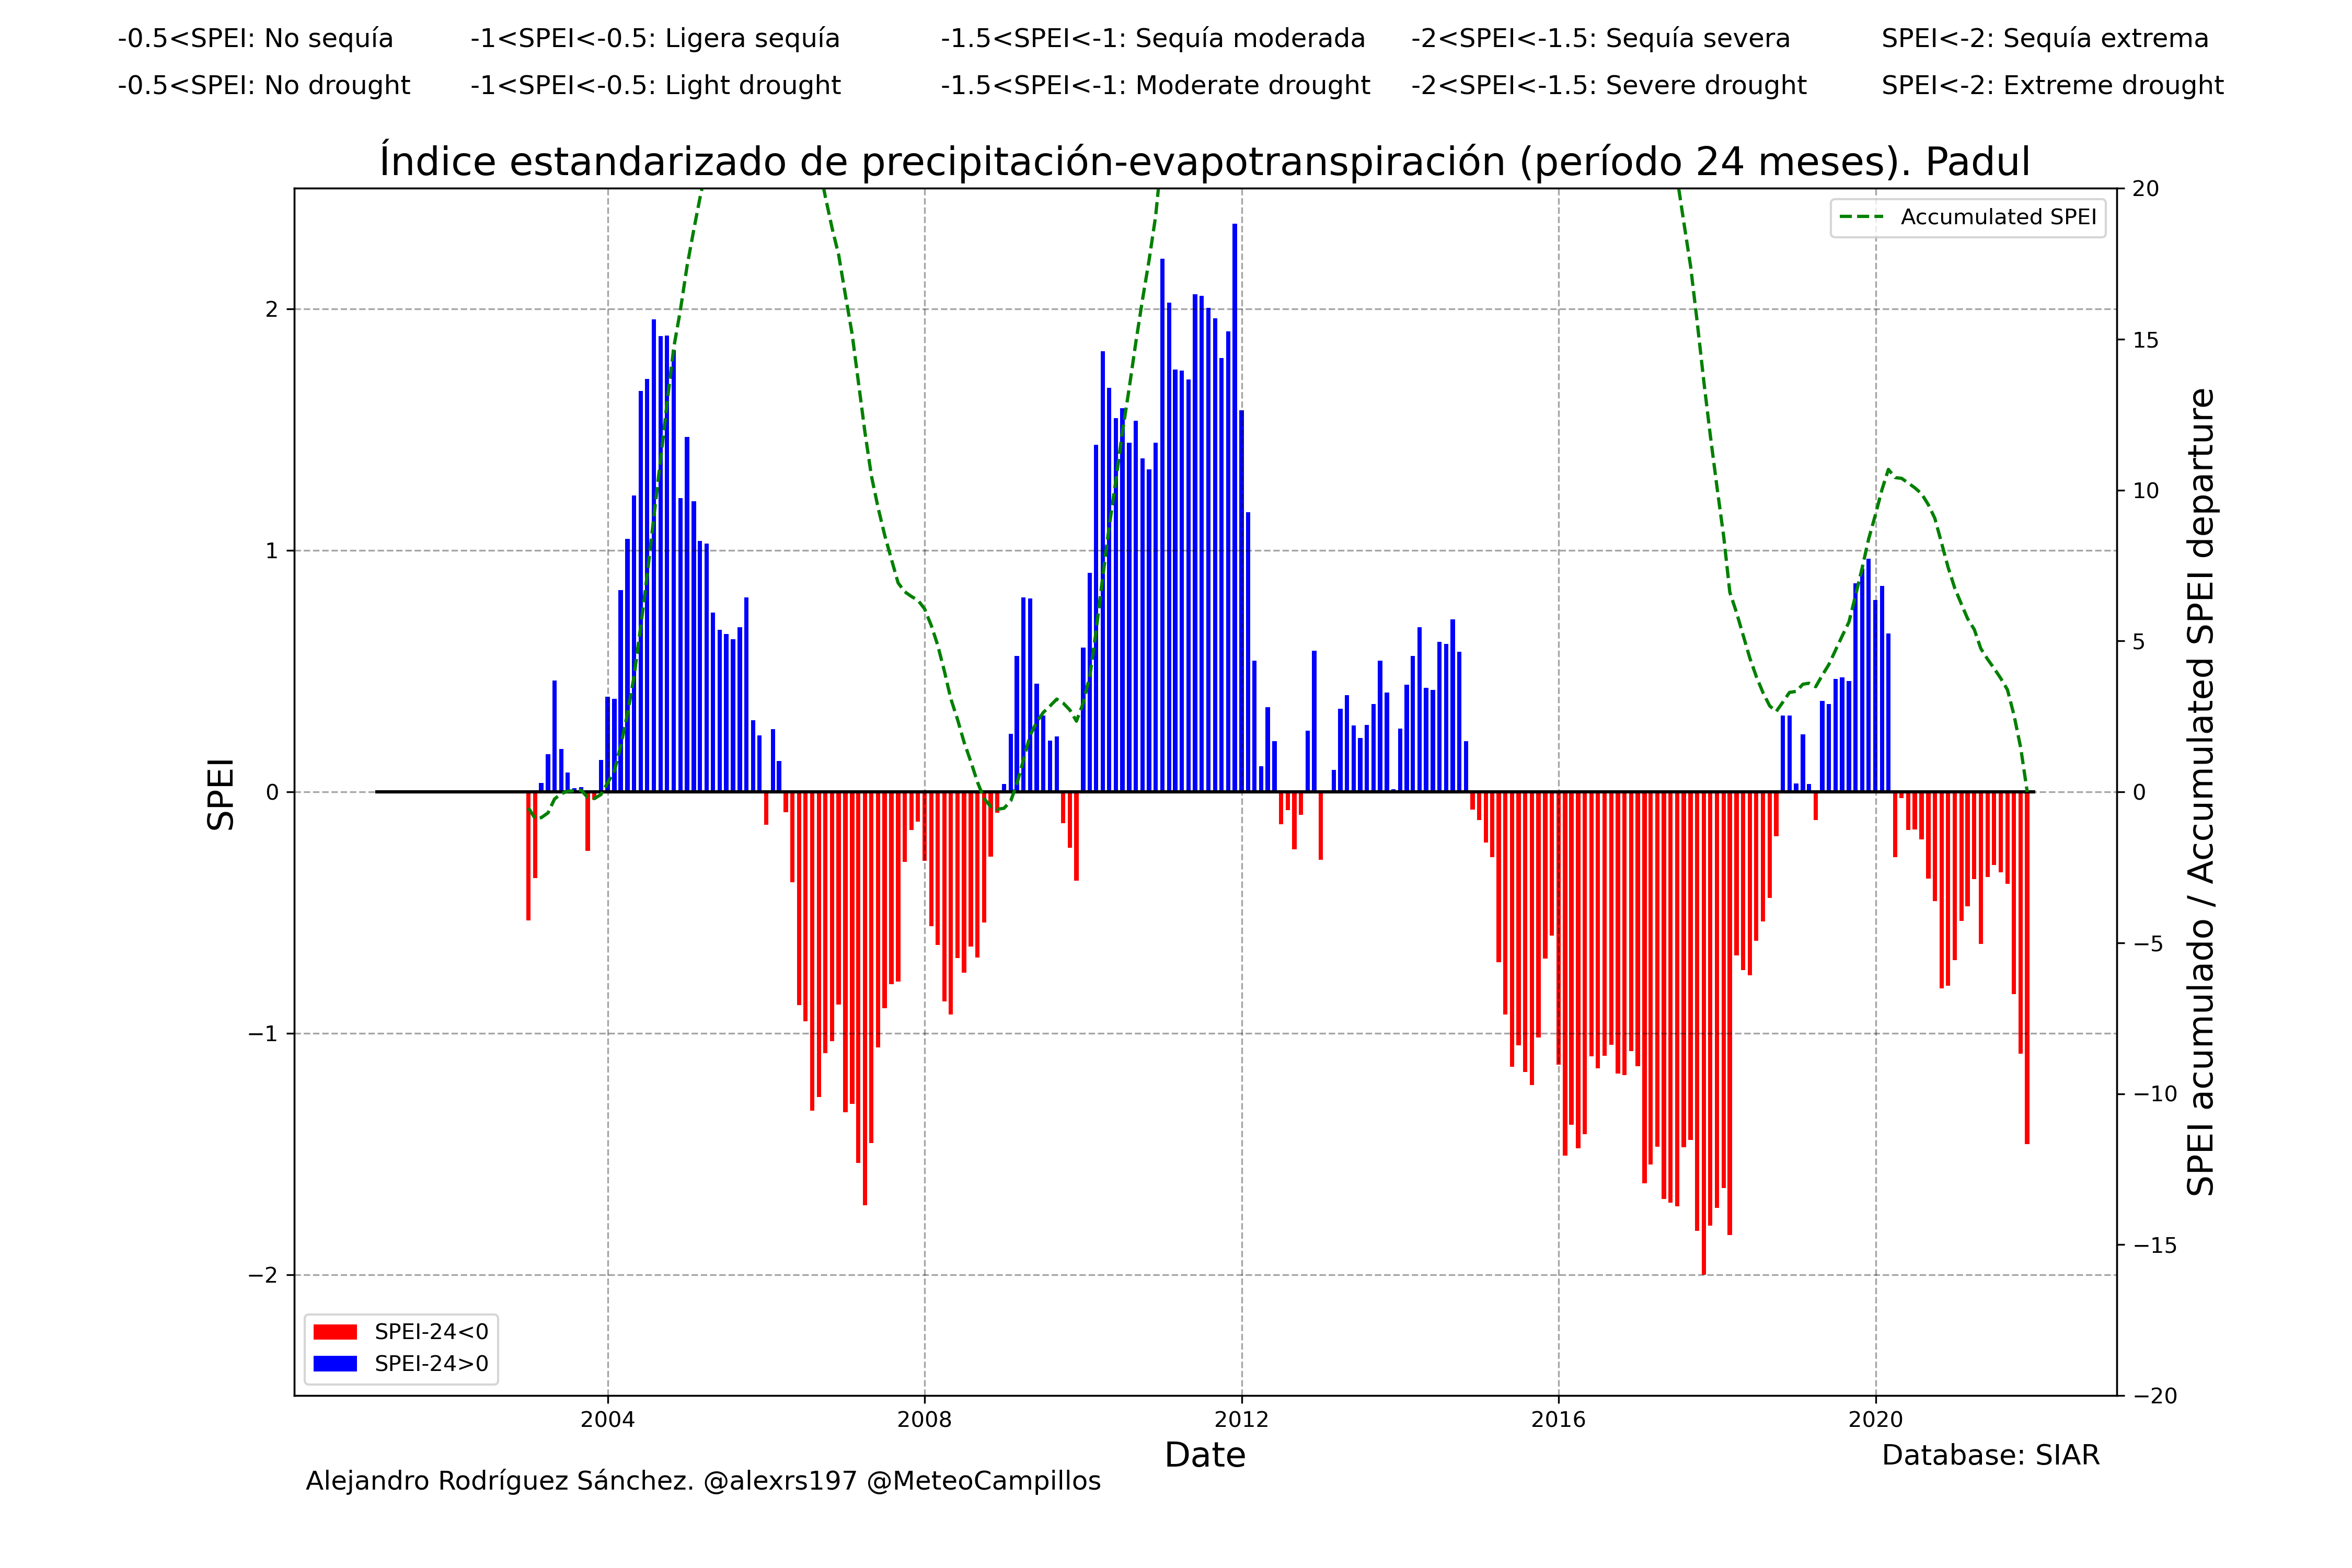 -0.5<SPEI: No sequía -1<SPEI<-0.5: Ligera sequía -1.5<SPEI<-1: Sequía moderada -2<SPEI<-1.5: Sequía severa SPEI<-2: Sequía extrema
-0.5<SPEI: No drought -1<SPEI<-0.5: Light drought -1.5<SPEI<-1: Moderate drought -2<SPEI<-1.5: Severe drought SPEI<-2: Extreme drought
Índice estandarizado de precipitación-evapotranspiración (período 24 meses). Padul
Accumulated SPEI
SPEI
2
1
0
−1
−2
20
15
10
5
0
−5
−10
−15
−20
SPEI acumulado / Accumulated SPEI departure
SPEI-24<0
SPEI-24>0
2004 2008 2012 2016 2020
Date
Database: SIAR
Alejandro Rodríguez Sánchez. @alexrs197 @MeteoCampillos